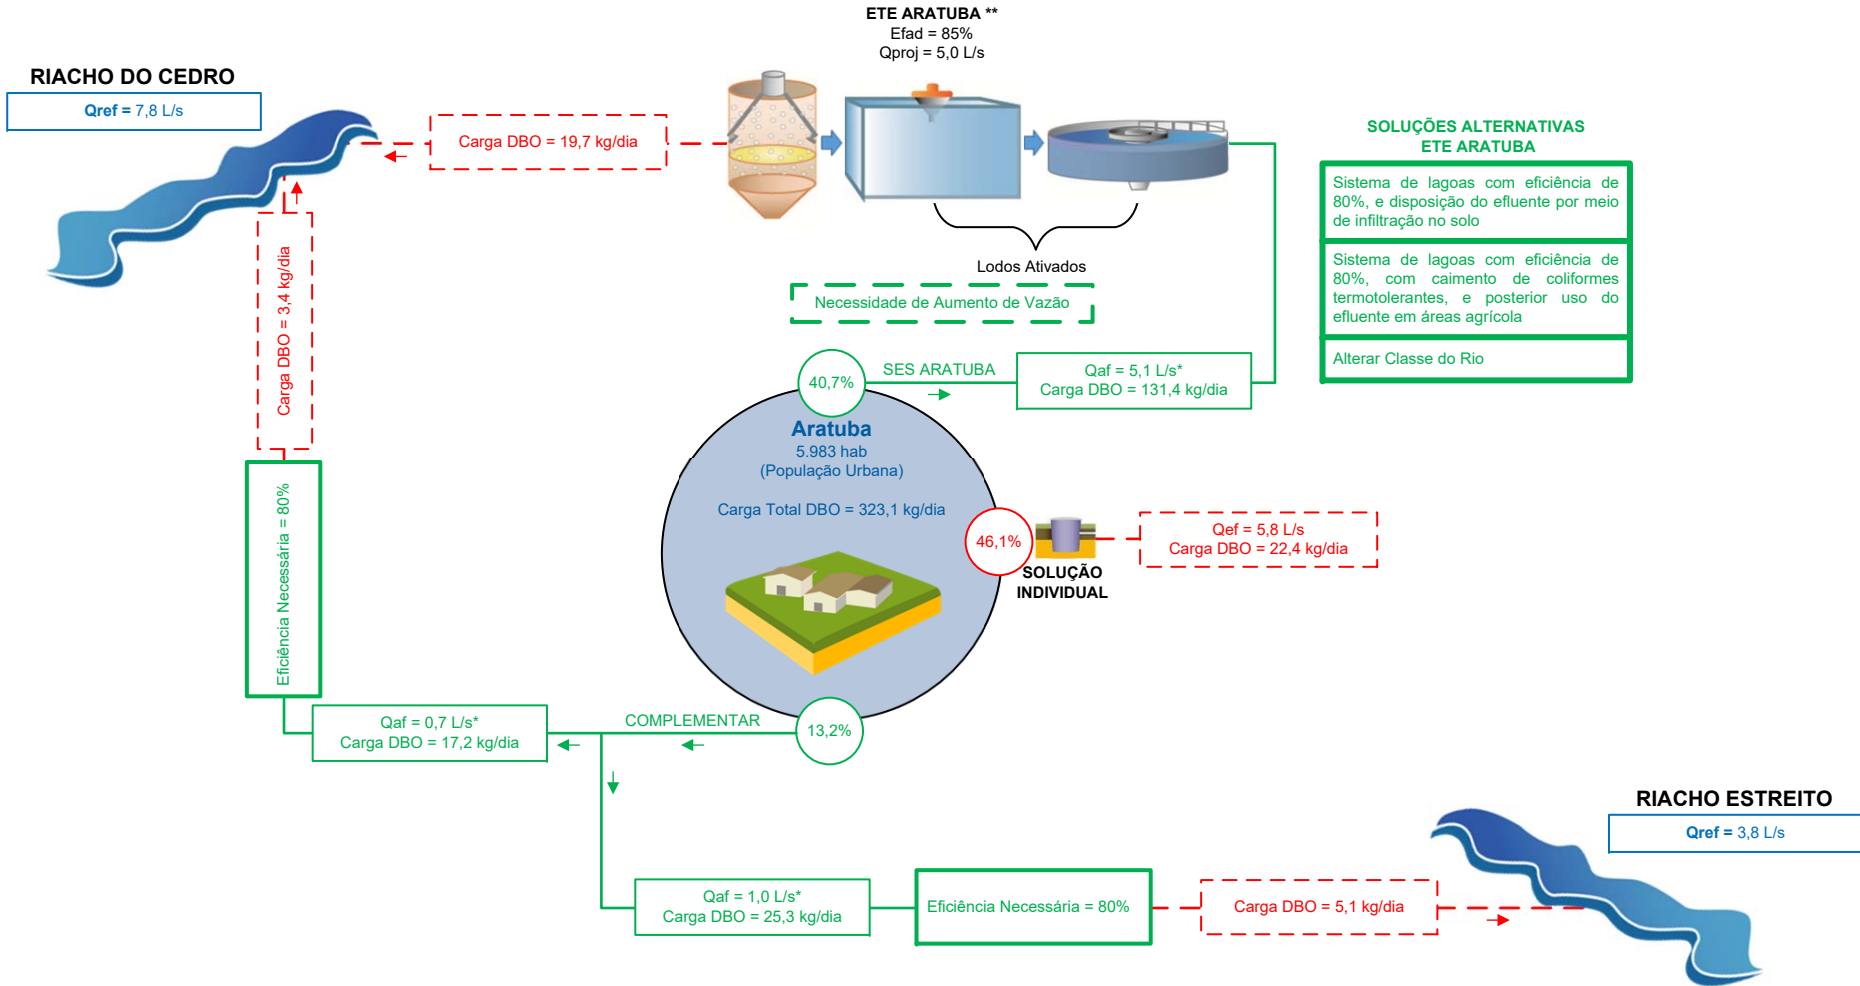 ETE ARATUBA **
Efad = 85%
Qproj = 5,0 L/s
RIACHO DO CEDRO
Qref = 7,8 L/s
Carga DBO = 19,7 kg/dia
Lodos Ativados
Necessidade de Aumento de Vazão
SOLUÇÕES ALTERNATIVAS
ETE ARATUBA
Sistema de lagoas com eficiência de
80%, e disposição do efluente por meio
de infiltração no solo
Sistema de lagoas com eficiência de
80%, com caimento de coliformes
termotolerantes, e posterior uso do
efluente em áreas agrícola
Alterar Classe do Rio
Carga DBO = 3,4 kg/dia
40,7%
SES ARATUBA
Qaf = 5,1 L/s*
Carga DBO = 131,4 kg/dia
Aratuba
5.983 hab
(População Urbana)
Carga Total DBO = 323,1 kg/dia
46,1%
SOLUÇÃO
INDIVIDUAL
Qef = 5,8 L/s
Carga DBO = 22,4 kg/dia
Eficiência Necessária = 80%
Qaf = 0,7 L/s*
Carga DBO = 17,2 kg/dia
COMPLEMENTAR
13,2%
Qaf = 1,0 L/s*
Carga DBO = 25,3 kg/dia
Eficiência Necessária = 80%
Carga DBO = 5,1 kg/dia
RIACHO ESTREITO
Qref = 3,8 L/s